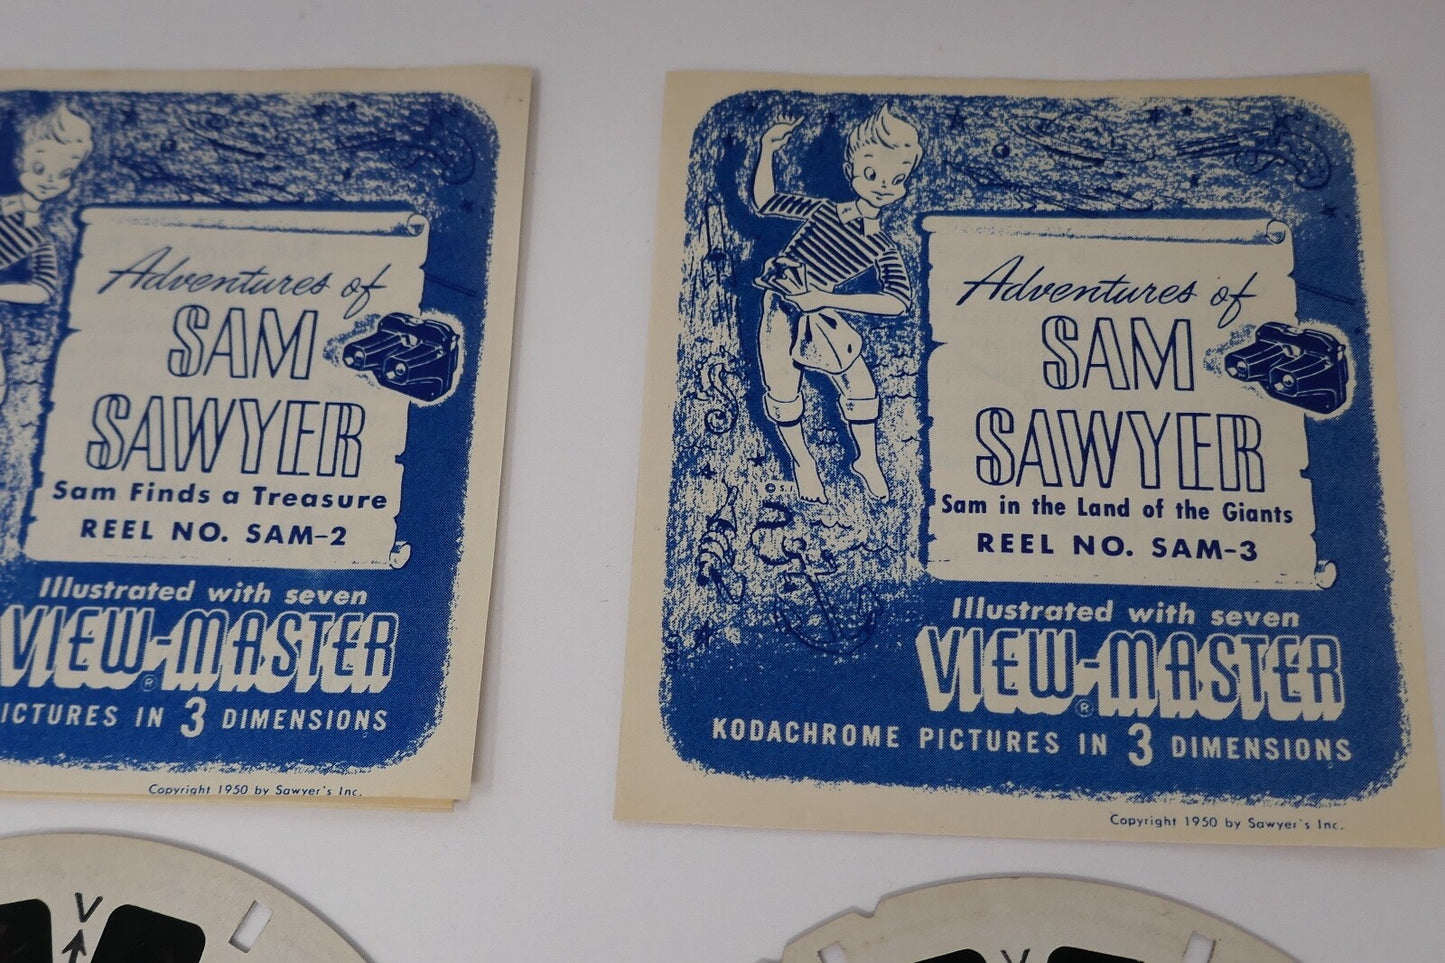 Adventures of
SAM
SAWYER
Sam Finds a Treasure
REEL NO. SAM-2
Illustrated with seven
VIEW-MASTER
®
PICTURES IN 3 DIMENSIONS
Copyright 1950 by Sawyer's Inc.
V
Adventures of
SAM
SAWYER
Sam in the Land of the Giants
REEL NO. SAM-3
©S.I.
Illustrated with seven
VIEW-MASTER
®
KODACHROME PICTURES IN 3 DIMENSIONS
Copyright 1950 by Sawyer's Inc.
V